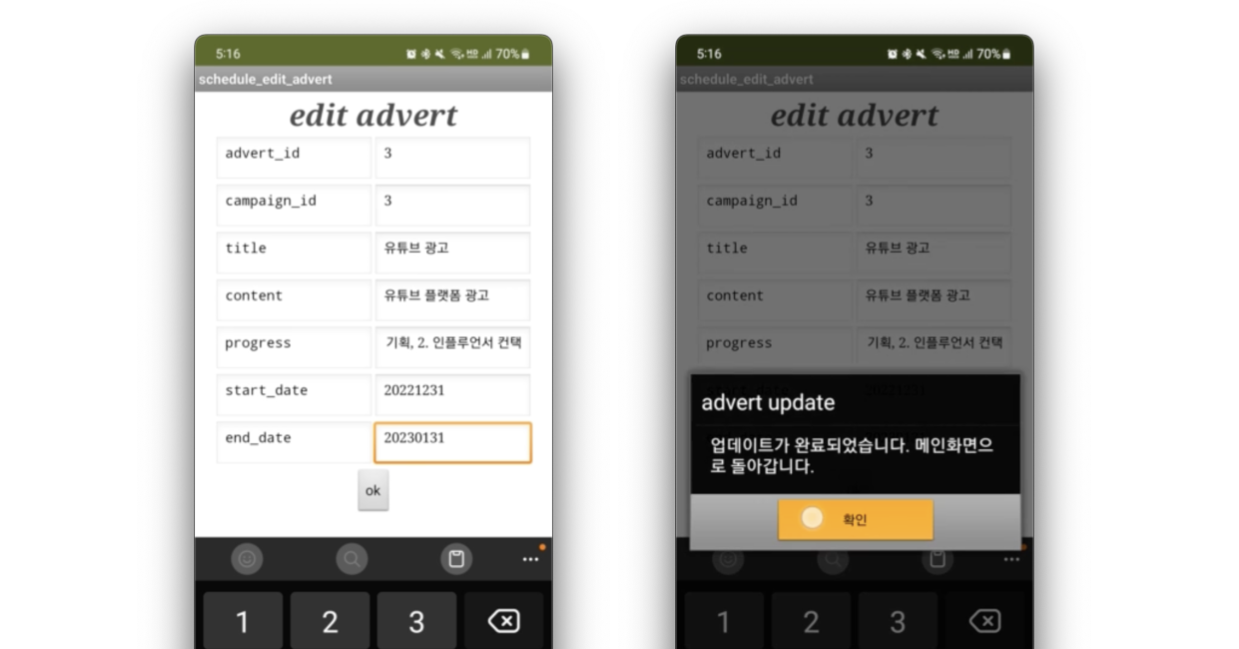 5:16
70%
schedule_edit_advert
edit advert
advert_id 3
campaign_id 3
title 유튜브 광고
content 유튜브 플랫폼 광고
progress 기획, 2. 인플루언서 컨택
start_date 20221231
end_date 20230131
ok
1 2 3
5:16
70%
schedule_edit_advert
edit advert
advert_id 3
campaign_id 3
title 유튜브 광고
content 유튜브 플랫폼 광고
progress 기획, 2. 인플루언서 컨택
start_date 20221231
advert update
업데이트가 완료되었습니다. 메인화면으
로 돌아갑니다.
확인
1 2 3